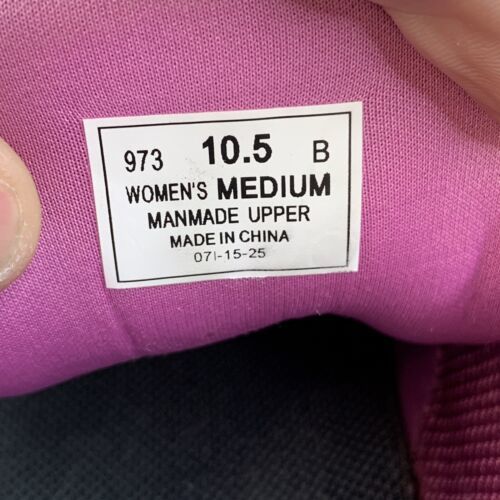 973 10.5 B
WOMEN'S MEDIUM
MANMADE UPPER
MADE IN CHINA
07I-15-25